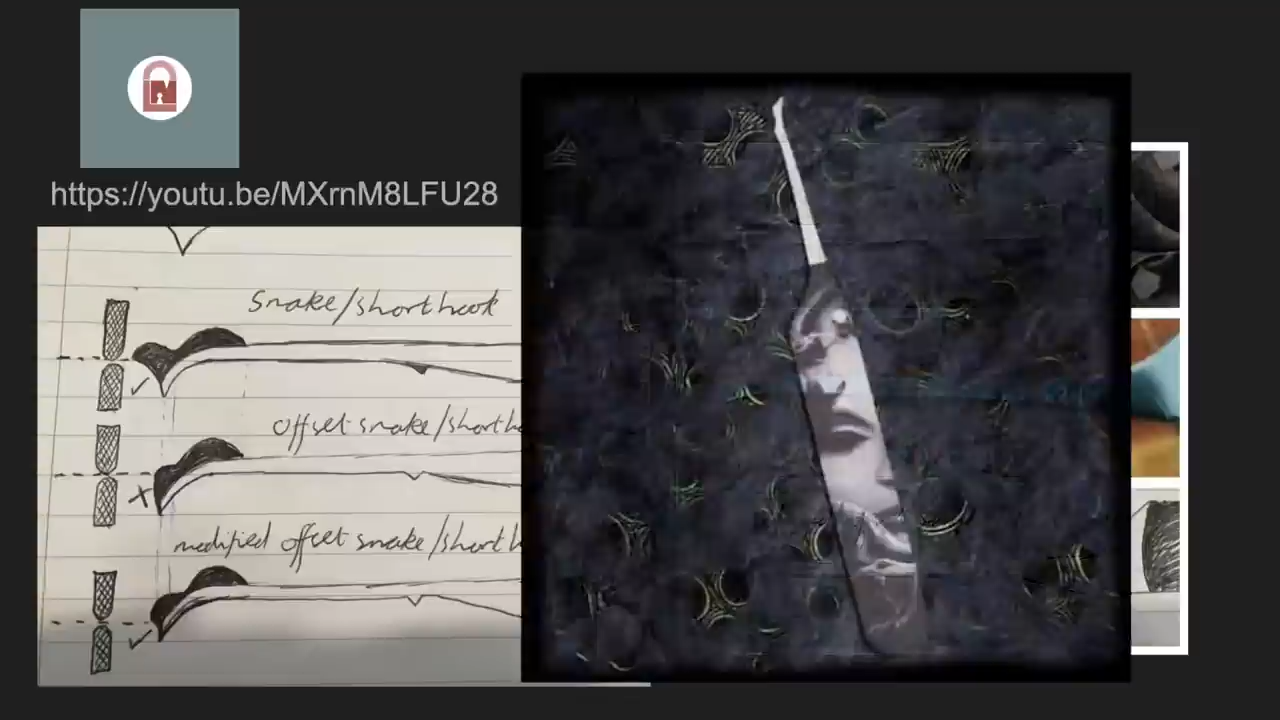 https://youtu.be/MXrnM8LFU28
Snake/short hook
offset snake/short
modified offset snake/short